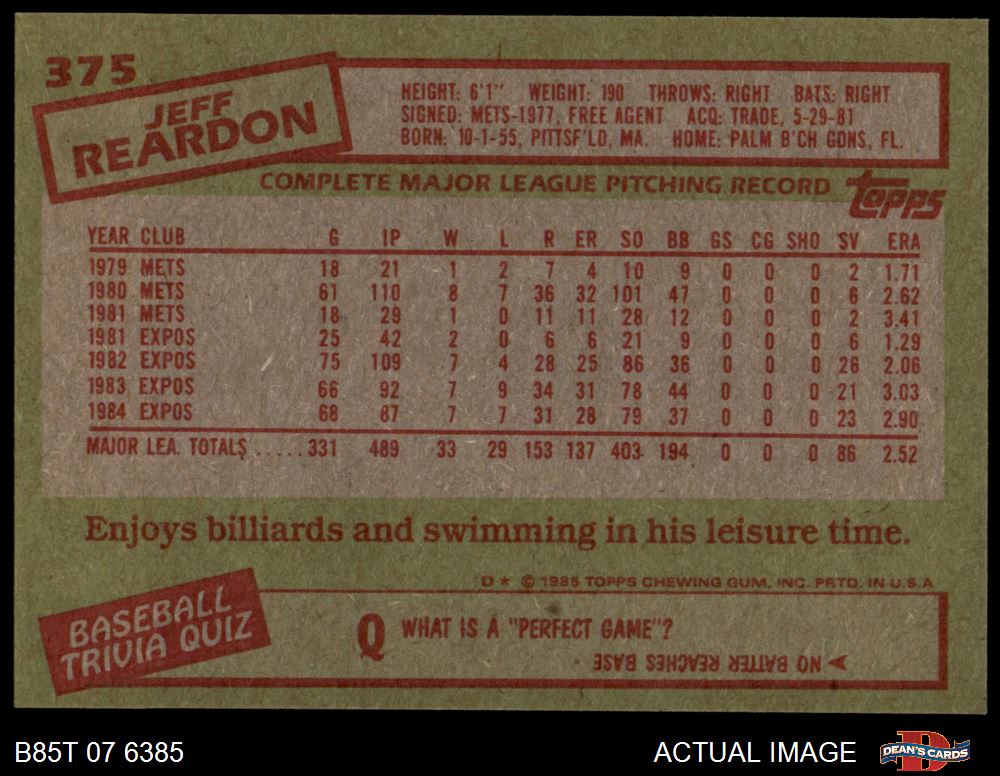 375
JEFF
REARDON
HEIGHT: 6'1" WEIGHT: 190 THROWS: RIGHT BATS: RIGHT
SIGNED: METS-1977, FREE AGENT ACQ: TRADE, 5-29-81
BORN: 10-1-55, PITTSF'LD, MA. HOME: PALM B'CH GDNS, FL.
COMPLETE MAJOR LEAGUE PITCHING RECORD
topps
YEAR CLUB G IP W L R ER SO BB GS CG SHO SV ERA
1979 METS 18 21 1 2 7 4 10 9 0 0 0 2 1.71
1980 METS 61 110 8 7 36 32 101 47 0 0 0 6 2.62
1981 METS 18 29 1 0 11 11 28 12 0 0 0 2 3.41
1981 EXPOS 25 42 2 0 6 6 21 9 0 0 0 6 1.29
1982 EXPOS 75 109 7 4 28 25 86 36 0 0 0 26 2.06
1983 EXPOS 66 92 7 9 34 31 78 44 0 0 0 21 3.03
1984 EXPOS 68 87 7 7 31 28 79 37 0 0 0 23 2.90
MAJOR LEA. TOTALS .....331 489 33 29 153 137 403 194 0 0 0 86 2.52
Enjoys billiards and swimming in his leisure time.
D * © 1985 TOPPS CHEWING GUM, INC. PRTD. IN U.S.A
BASEBALL
TRIVIA QUIZ
Q WHAT IS A "PERFECT GAME"?
NO BATTER REACHES BASE
B85T 07 6385
ACTUAL IMAGE
D
DEAN'S CARDS